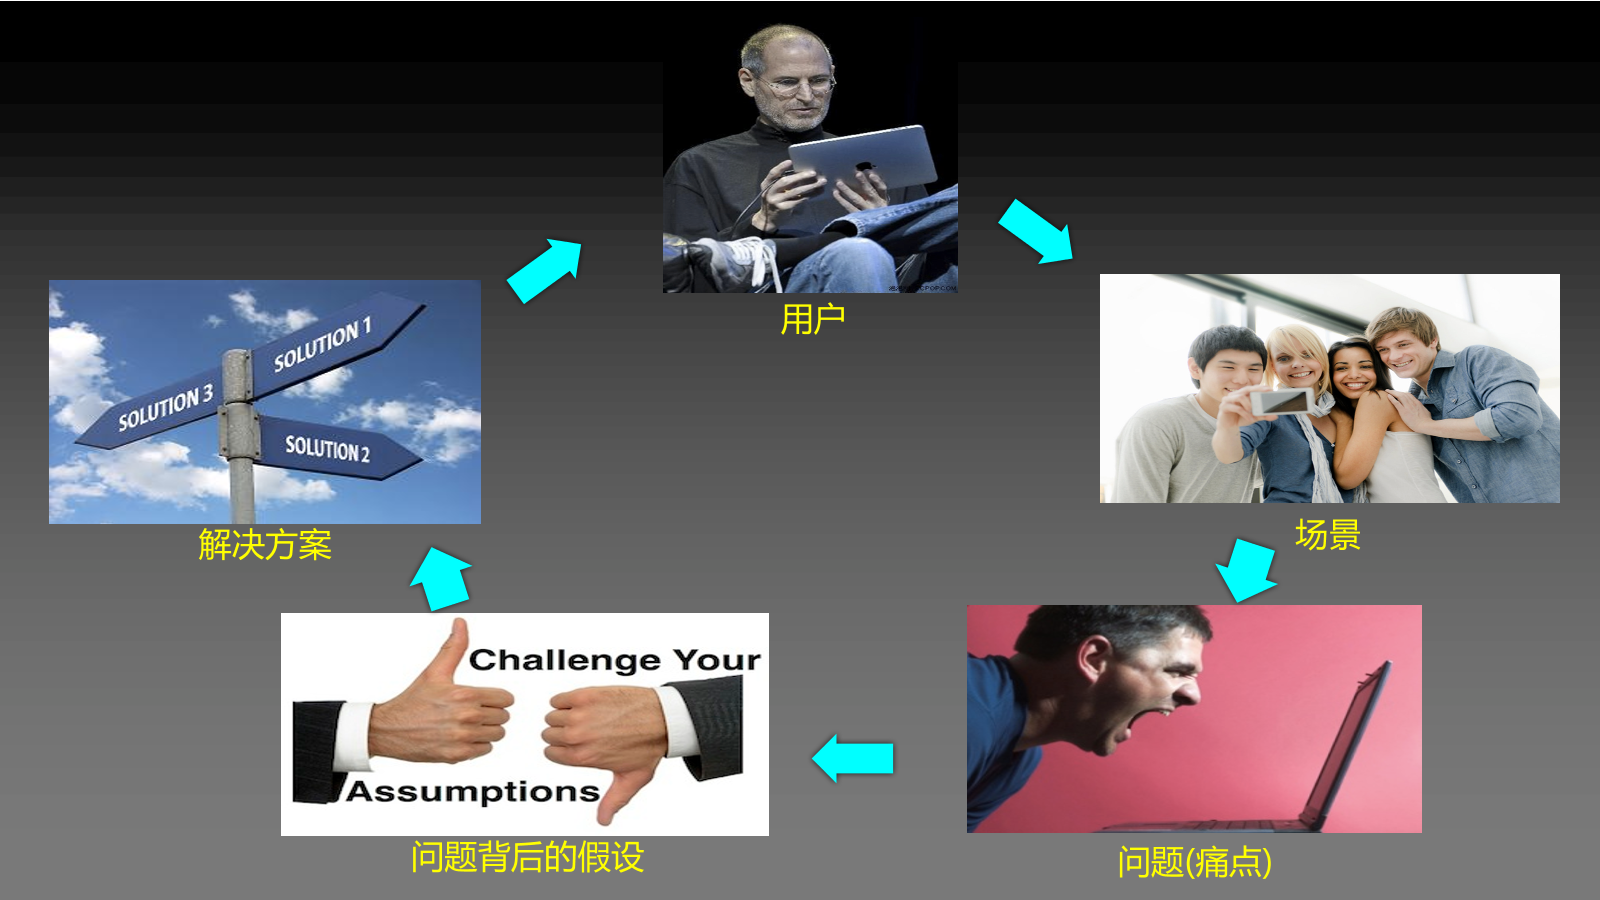 用户
场景
问题(痛点)
Challenge Your
Assumptions
问题背后的假设
SOLUTION 1
SOLUTION 3
SOLUTION 2
解决方案